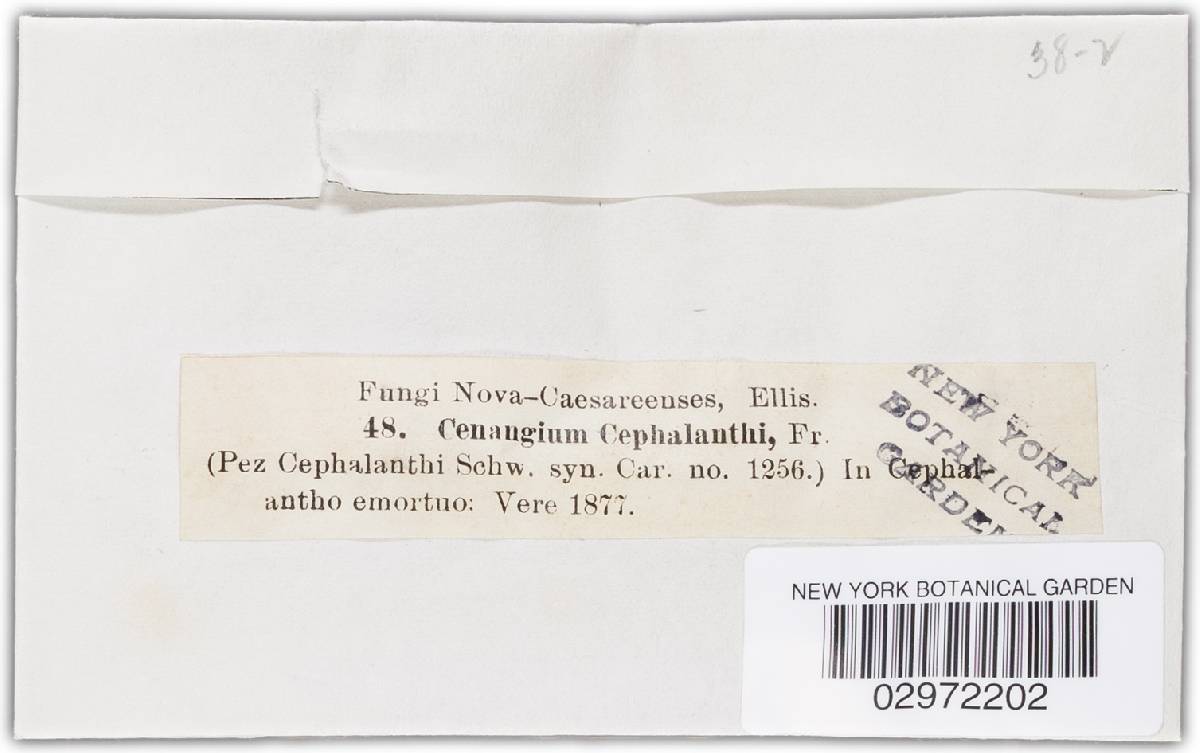 38-2
Fungi Nova-Caesareenses, Ellis.
48. Cenangium Cephalanthi, Fr.
(Pez Cephalanthi Schw. syn. Car. no. 1256.) In Cephal
antho emortuo: Vere 1877.
NEW YORK
BOTANICAL
GARDEN
NEW YORK BOTANICAL GARDEN
02972202